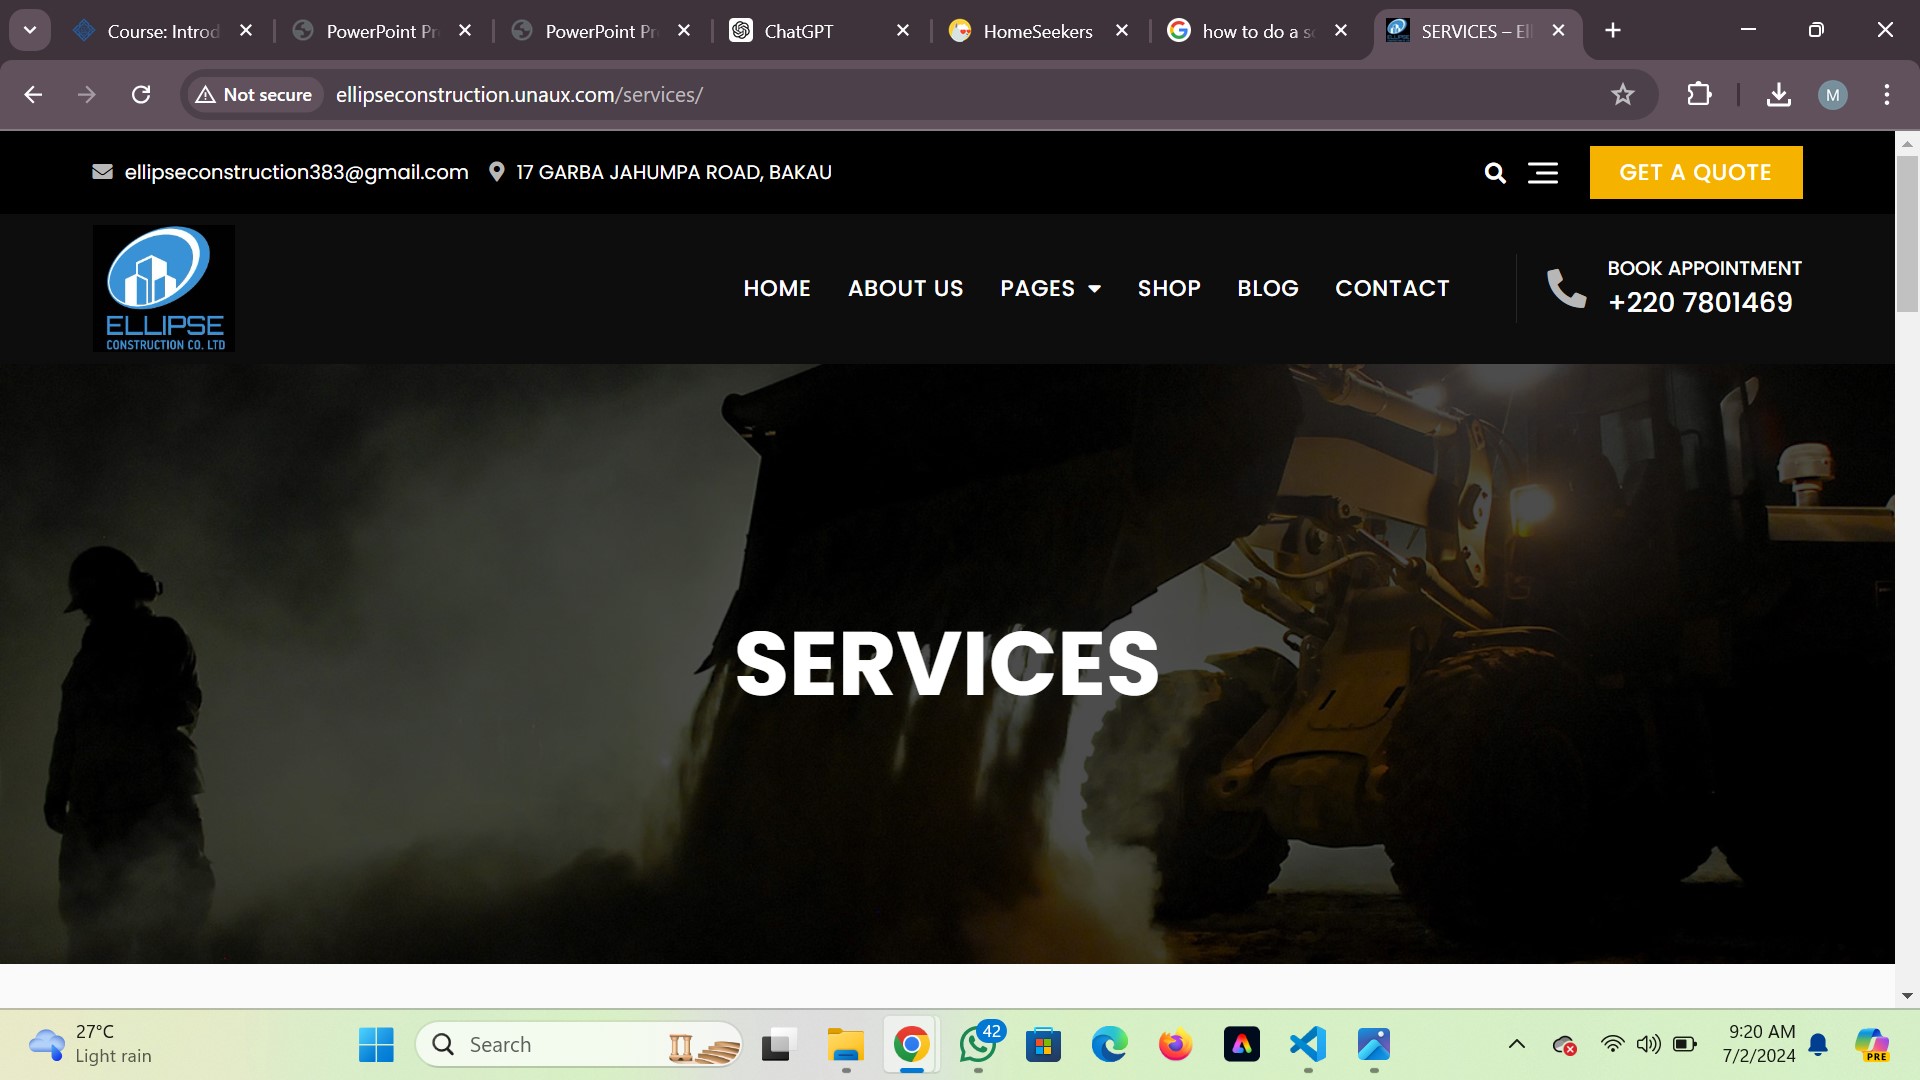 Course: Introd
PowerPoint Pr
PowerPoint Pr
ChatGPT
HomeSeekers
how to do a sc
SERVICES – Ell
Not secure
ellipseconstruction.unaux.com/services/
M
ellipseconstruction383@gmail.com
17 GARBA JAHUMPA ROAD, BAKAU
GET A QUOTE
ELLIPSE
CONSTRUCTION CO. LTD
HOME
ABOUT US
PAGES
SHOP
BLOG
CONTACT
BOOK APPOINTMENT
+220 7801469
SERVICES
27°C
Light rain
Search
42
9:20 AM
7/2/2024
PRE